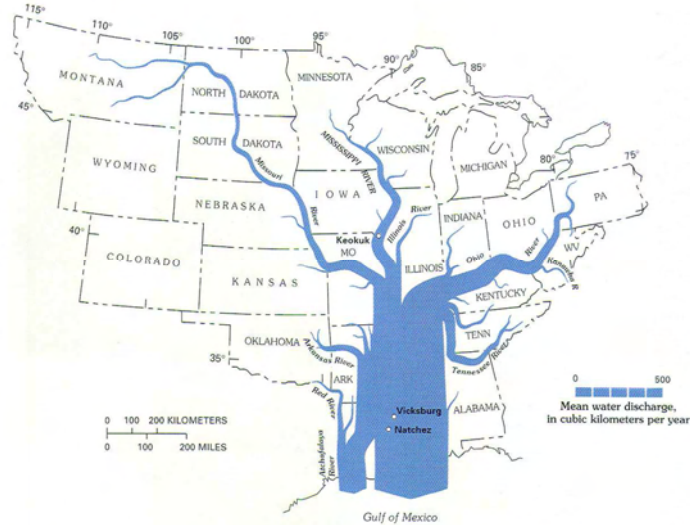 115°
110°
105°
100°
95°
90°
85°
80°
75°
45°
40°
35°
MONTANA
NORTH DAKOTA
MINNESOTA
SOUTH DAKOTA
WISCONSIN
MICHIGAN
WYOMING
MISSISSIPPI RIVER
Missouri River
IOWA
NEBRASKA
Illinois River
INDIANA
OHIO
PA
Keokuk
MO
ILLINOIS
Ohio River
WV
Kanawha R
COLORADO
KANSAS
KENTUCKY
OKLAHOMA
Arkansas River
TENN
Tennessee River
ARK
Red River
Vicksburg
Natchez
ALABAMA
Atchafalaya River
0 500
Mean water discharge,
in cubic kilometers per year
0 100 200 KILOMETERS
0 100 200 MILES
Gulf of Mexico